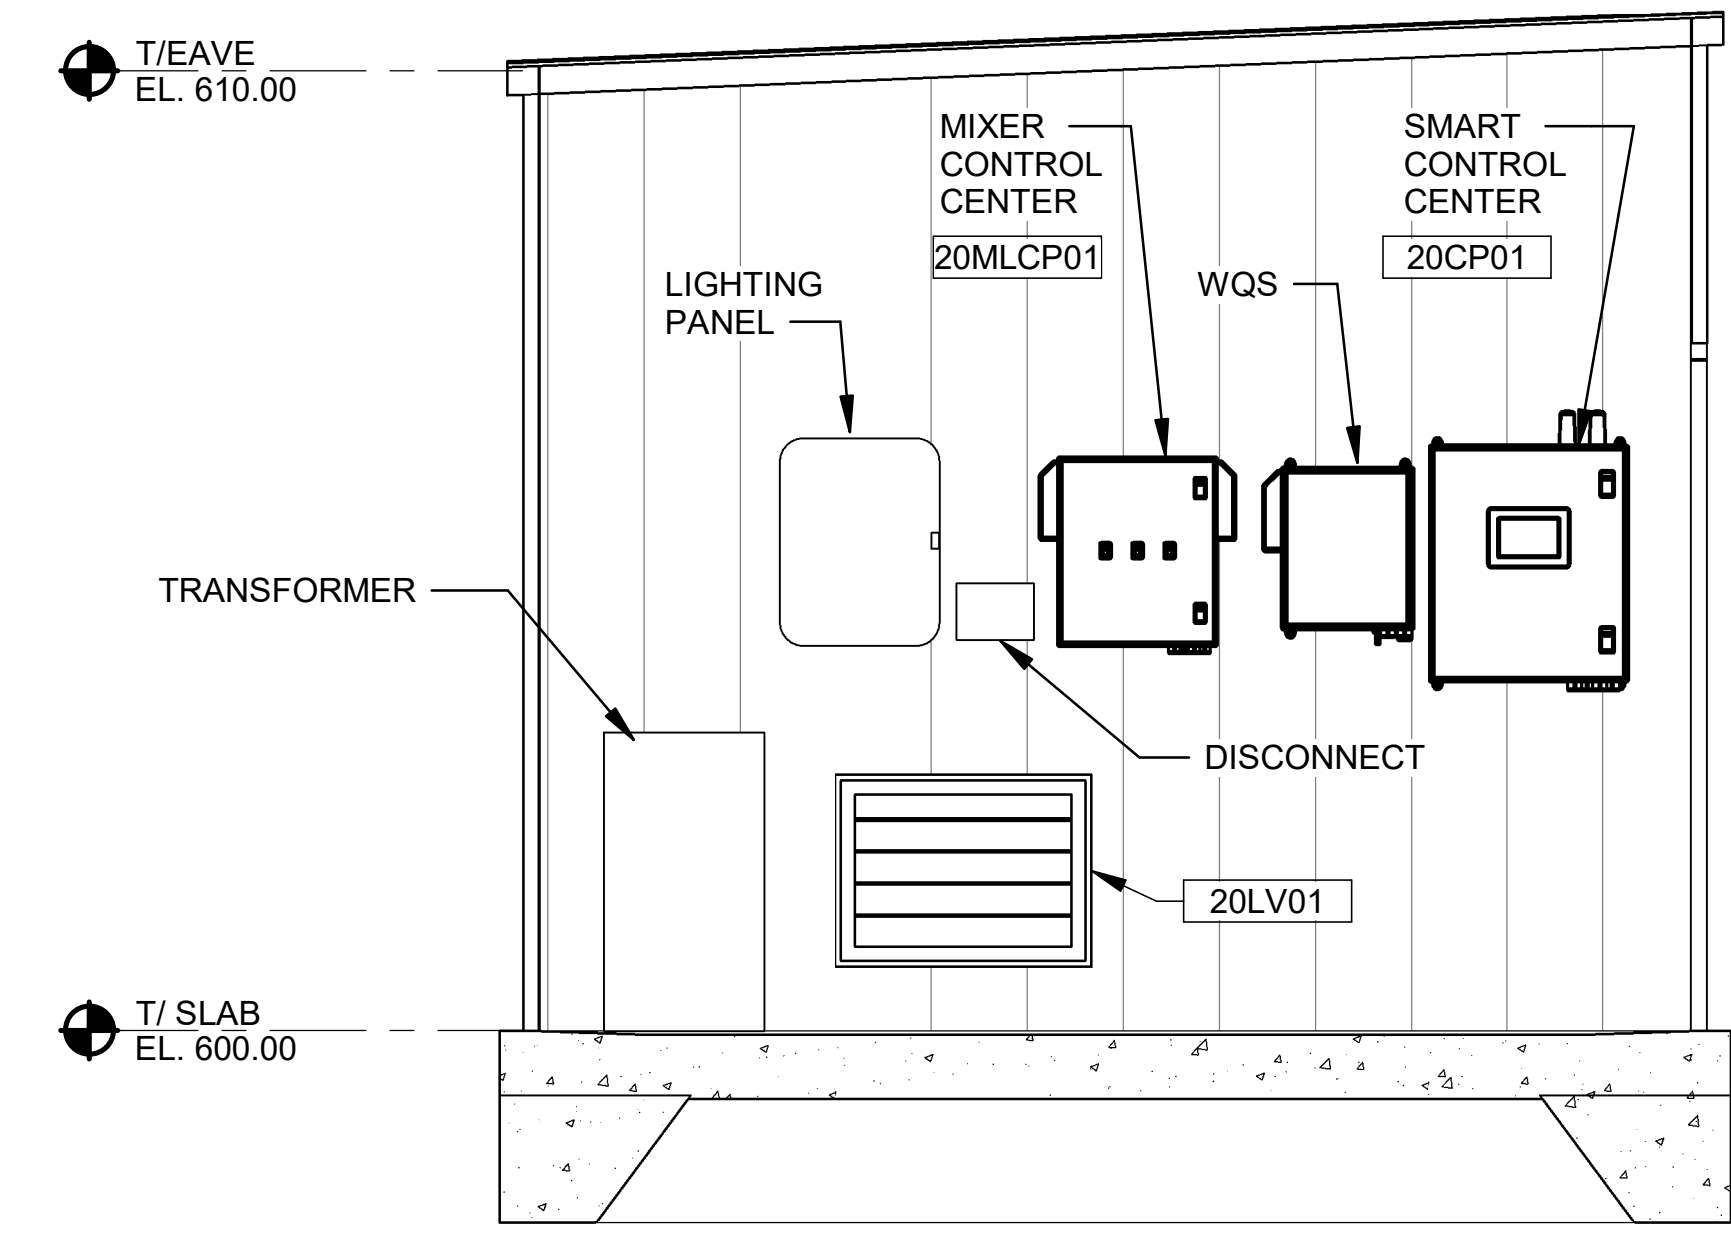 T/EAVE
EL. 610.00
MIXER
CONTROL
CENTER
20MLCP01
SMART
CONTROL
CENTER
20CP01
LIGHTING
PANEL
WQS
TRANSFORMER
DISCONNECT
20LV01
T/ SLAB
EL. 600.00